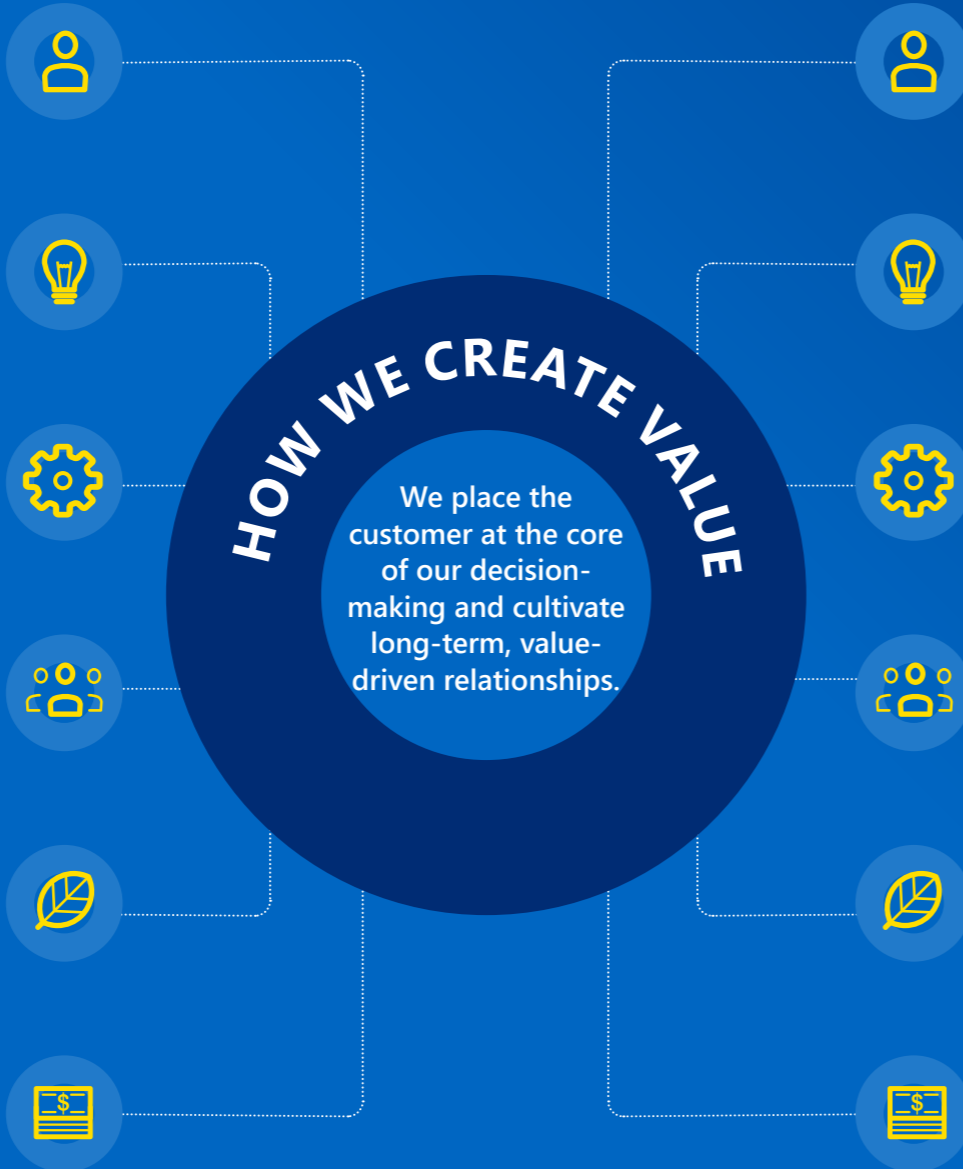 HOW WE CREATE VALUE
We place the
customer at the core
of our decision-
making and cultivate
long-term, value-
driven relationships.
$
$